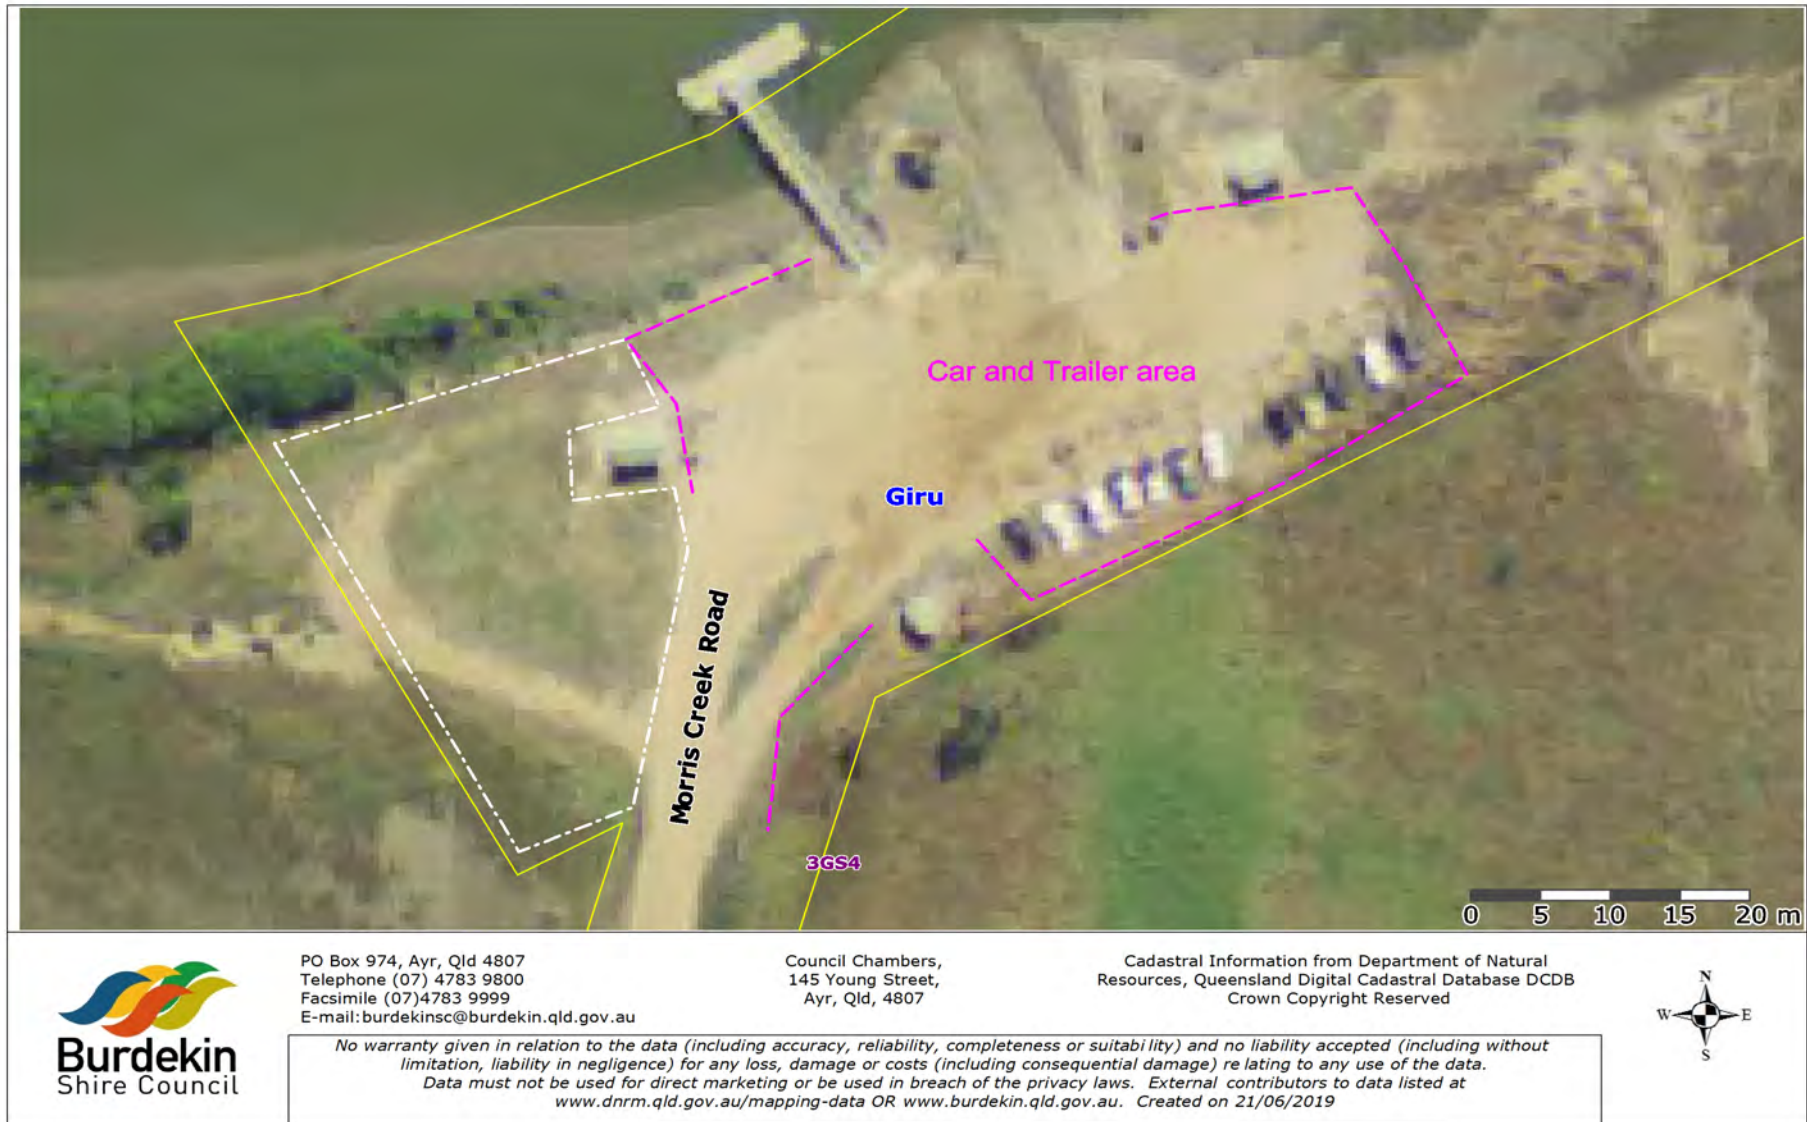 Car and Trailer area
Giru
Morris Creek Road
3GS4
0 5 10 15 20 m
Burdekin
Shire Council
PO Box 974, Ayr, Qld 4807
Telephone (07) 4783 9800
Facsimile (07)4783 9999
E-mail:burdekinsc@burdekin.qld.gov.au
Council Chambers,
145 Young Street,
Ayr, Qld, 4807
Cadastral Information from Department of Natural
Resources, Queensland Digital Cadastral Database DCDB
Crown Copyright Reserved
N
W E
S
No warranty given in relation to the data (including accuracy, reliability, completeness or suitability) and no liability accepted (including without
limitation, liability in negligence) for any loss, damage or costs (including consequential damage) relating to any use of the data.
Data must not be used for direct marketing or be used in breach of the privacy laws. External contributors to data listed at
www.dnrm.qld.gov.au/mapping-data OR www.burdekin.qld.gov.au. Created on 21/06/2019